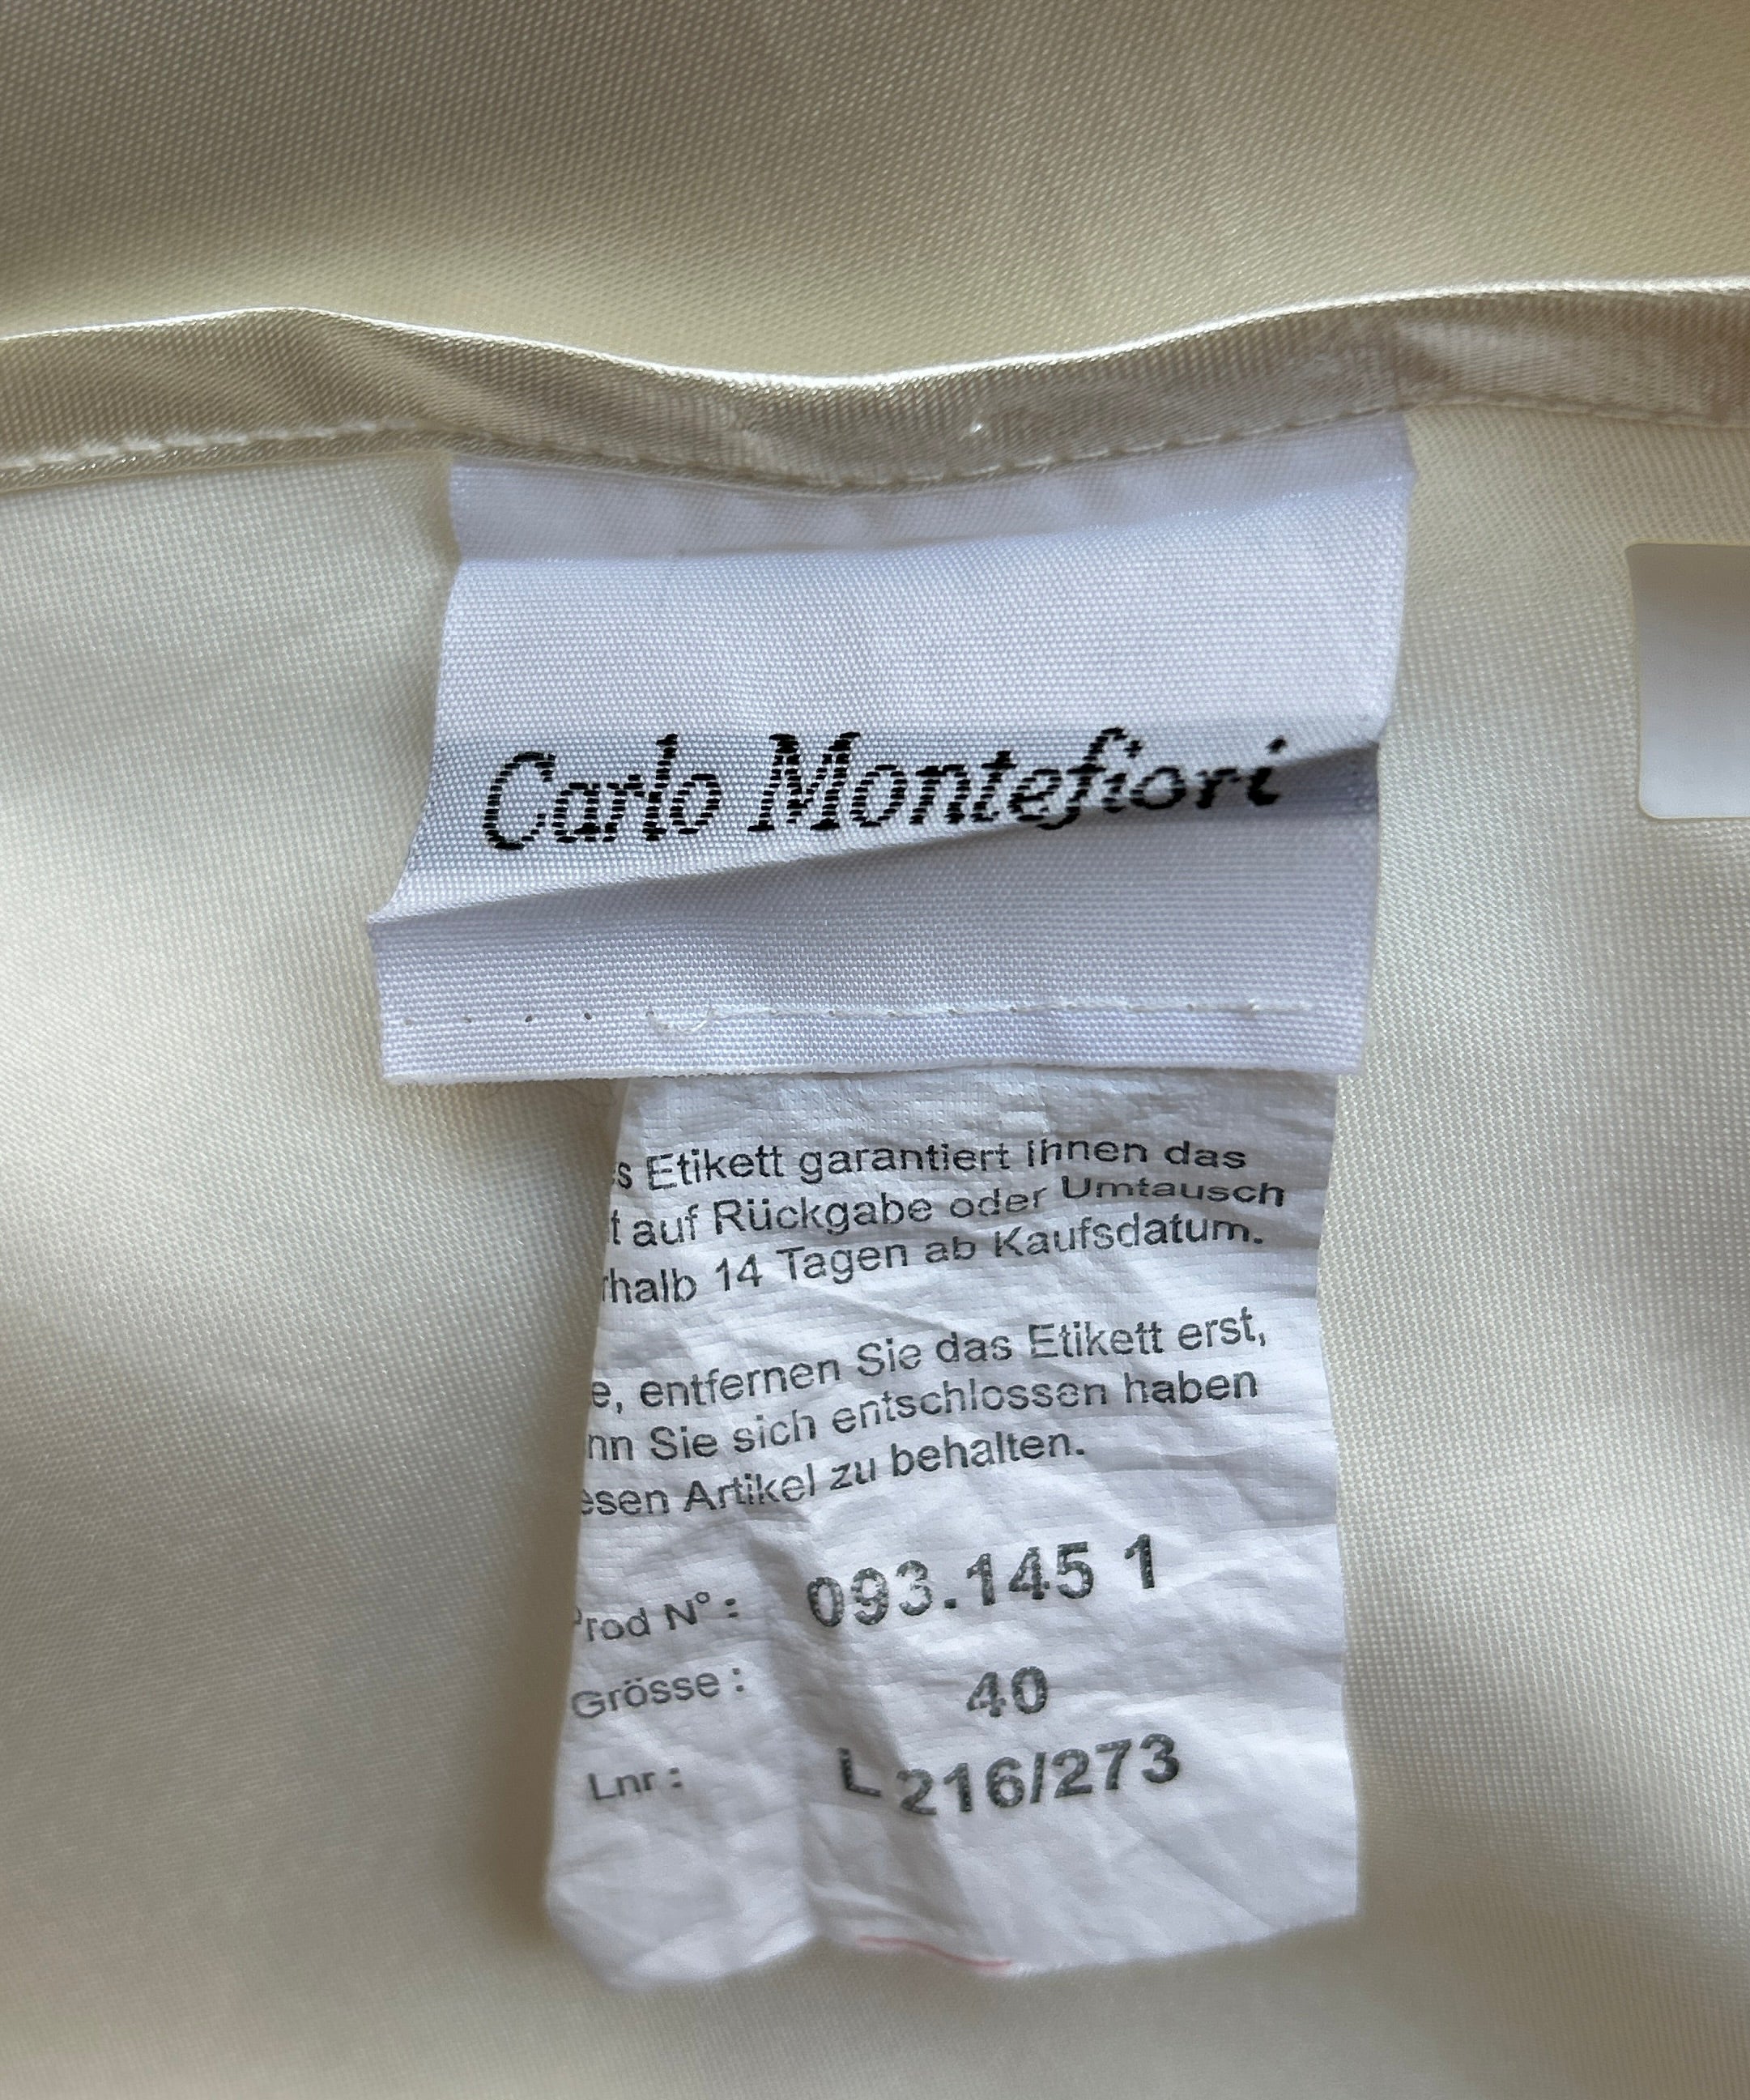 Carlo Montefiori
s Etikett garantiert Ihnen das
t auf Rückgabe oder Umtausch
rhalb 14 Tagen ab Kaufsdatum.
e, entfernen Sie das Etikett erst,
nn Sie sich entschlossen haben
esen Artikel zu behalten.
Prod N° : 093.145 1
Grösse : 40
Lnr : L 216/273